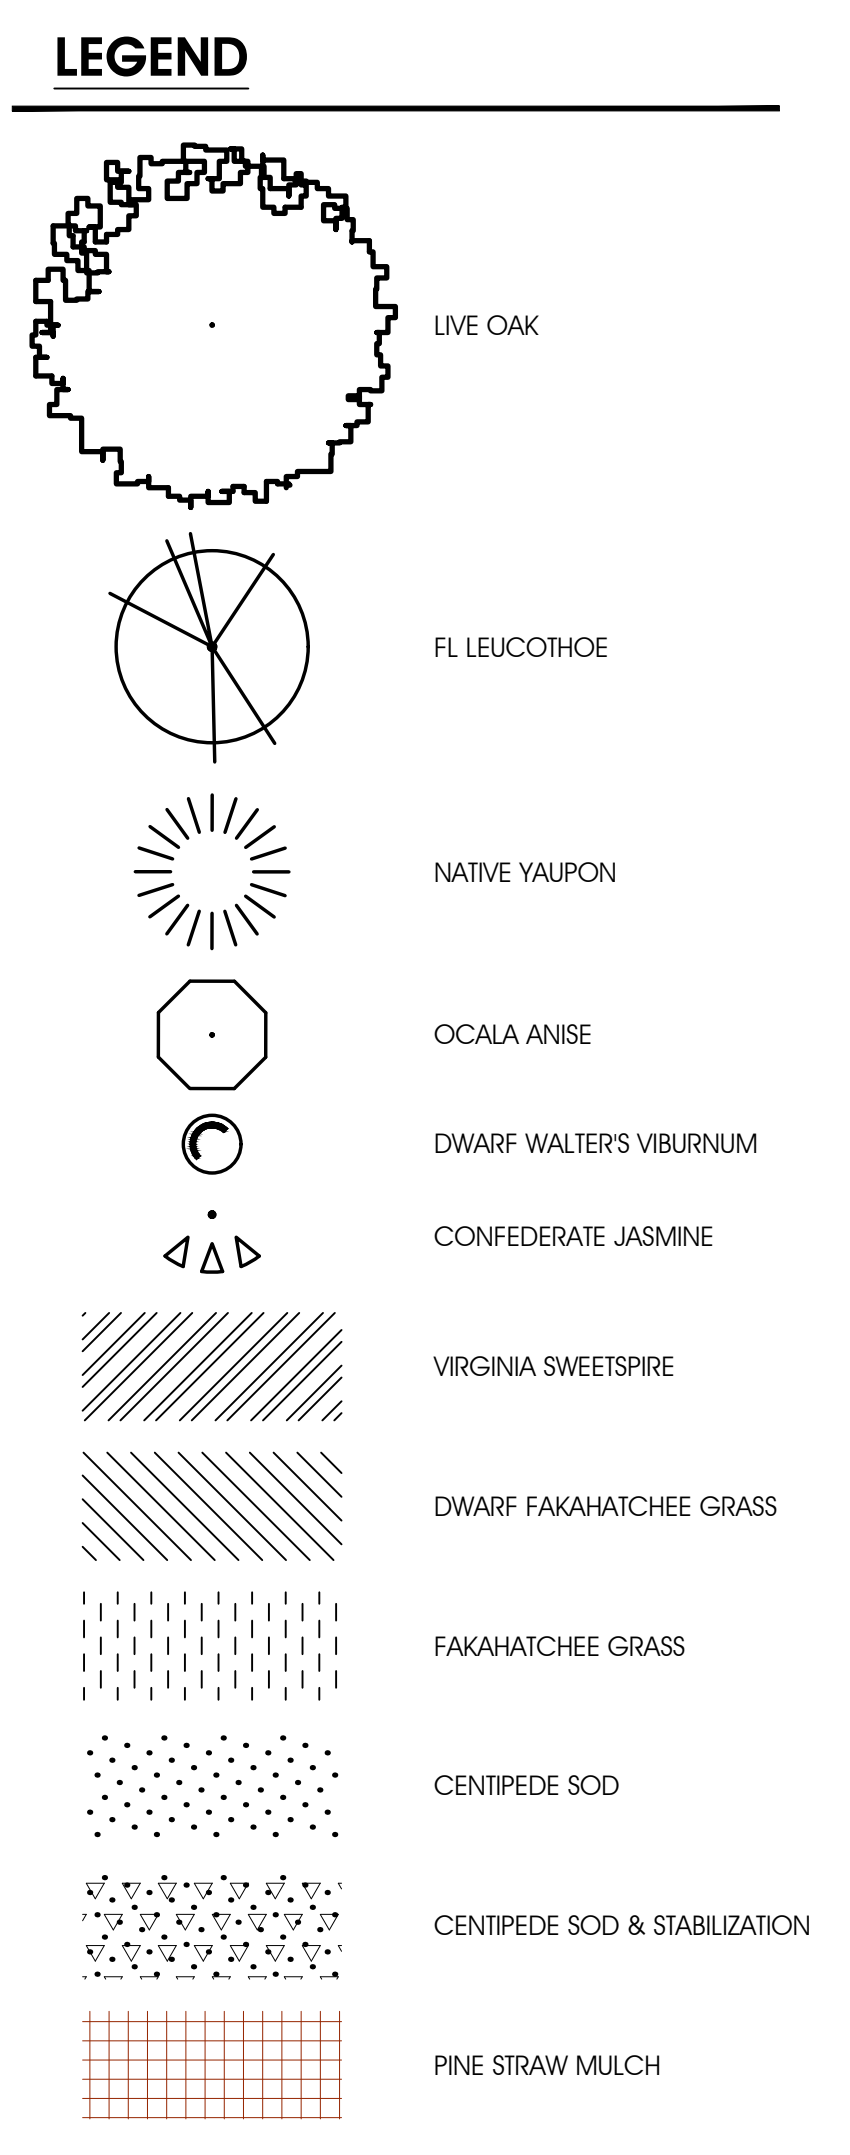 LEGEND
LIVE OAK
FL LEUCOTHOE
NATIVE YAUPON
OCALA ANISE
DWARF WALTER'S VIBURNUM
CONFEDERATE JASMINE
VIRGINIA SWEETSPIRE
DWARF FAKAHATCHEE GRASS
FAKAHATCHEE GRASS
CENTIPEDE SOD
CENTIPEDE SOD & STABILIZATION
PINE STRAW MULCH